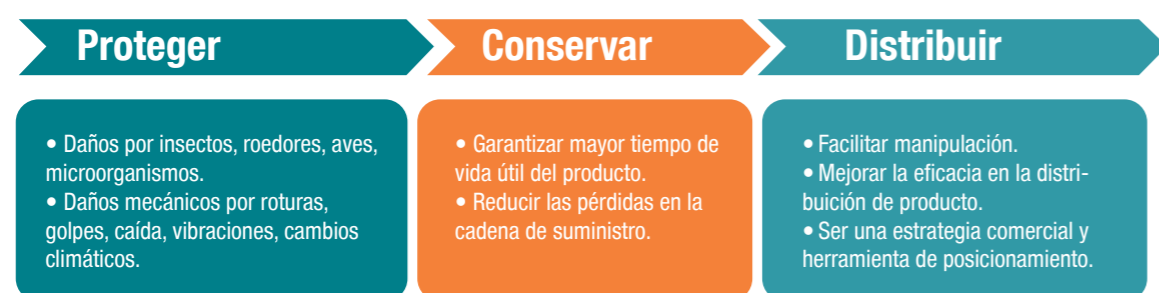 Proteger
Conservar
Distribuir
• Daños por insectos, roedores, aves,
microorganismos.
• Daños mecánicos por roturas,
golpes, caída, vibraciones, cambios
climáticos.
• Garantizar mayor tiempo de
vida útil del producto.
• Reducir las pérdidas en la
cadena de suministro.
• Facilitar manipulación.
• Mejorar la eficacia en la distri-
buición de producto.
• Ser una estrategia comercial y
herramienta de posicionamiento.